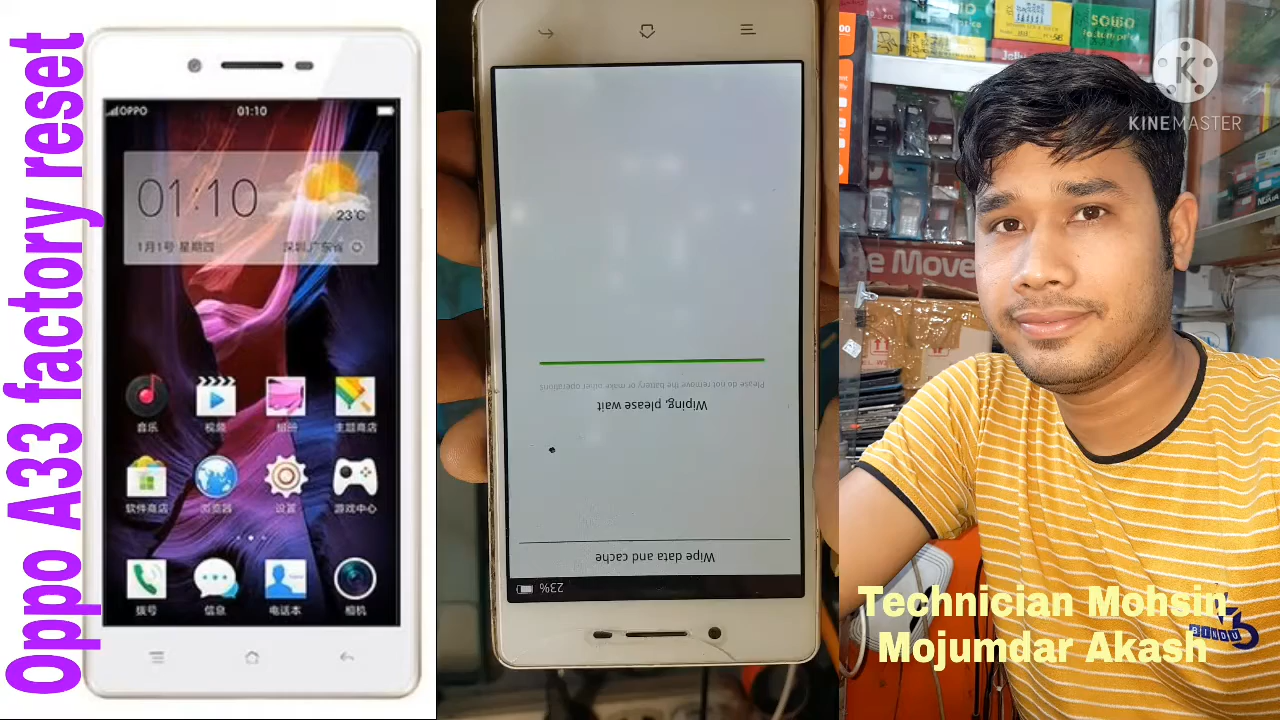 Oppo A33 factory reset
OPPO
01:10
01:10
23℃
1月1号 星期四
深圳,广东省
音乐
视频
相册
主题商店
软件商店
浏览器
设置
游戏中心
拨号
信息
电话本
相机
Please do not remove the battery or make other operations
Wiping, please wait
Wipe data and cache
23%
SOLBO
KINEMASTER
e Move
Technician Mohsin
Mojumdar Akash
BINDU